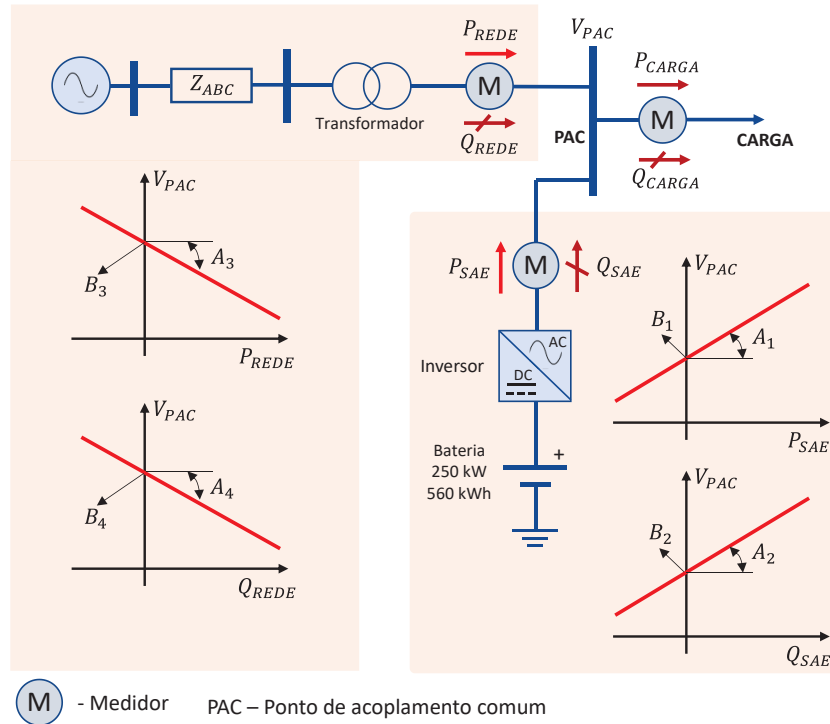 P_REDE
V_PAC
P_CARGA
Z_ABC
M
Transformador
Q_REDE
PAC
M
CARGA
Q_CARGA
V_PAC
A_3
B_3
P_REDE
P_SAE
M
Q_SAE
V_PAC
B_1
A_1
P_SAE
Inversor
AC
DC
V_PAC
A_4
B_4
Q_REDE
Bateria
250 kW
560 kWh
+
V_PAC
B_2
A_2
Q_SAE
M - Medidor
PAC – Ponto de acoplamento comum